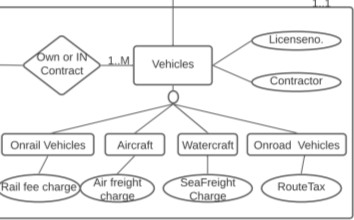 1..1
Licenseno.
Own or IN
Contract
1..M
Vehicles
Contractor
Onrail Vehicles
Aircraft
Watercraft
Onroad Vehicles
Rail fee charge
Air freight
charge
SeaFreight
Charge
RouteTax